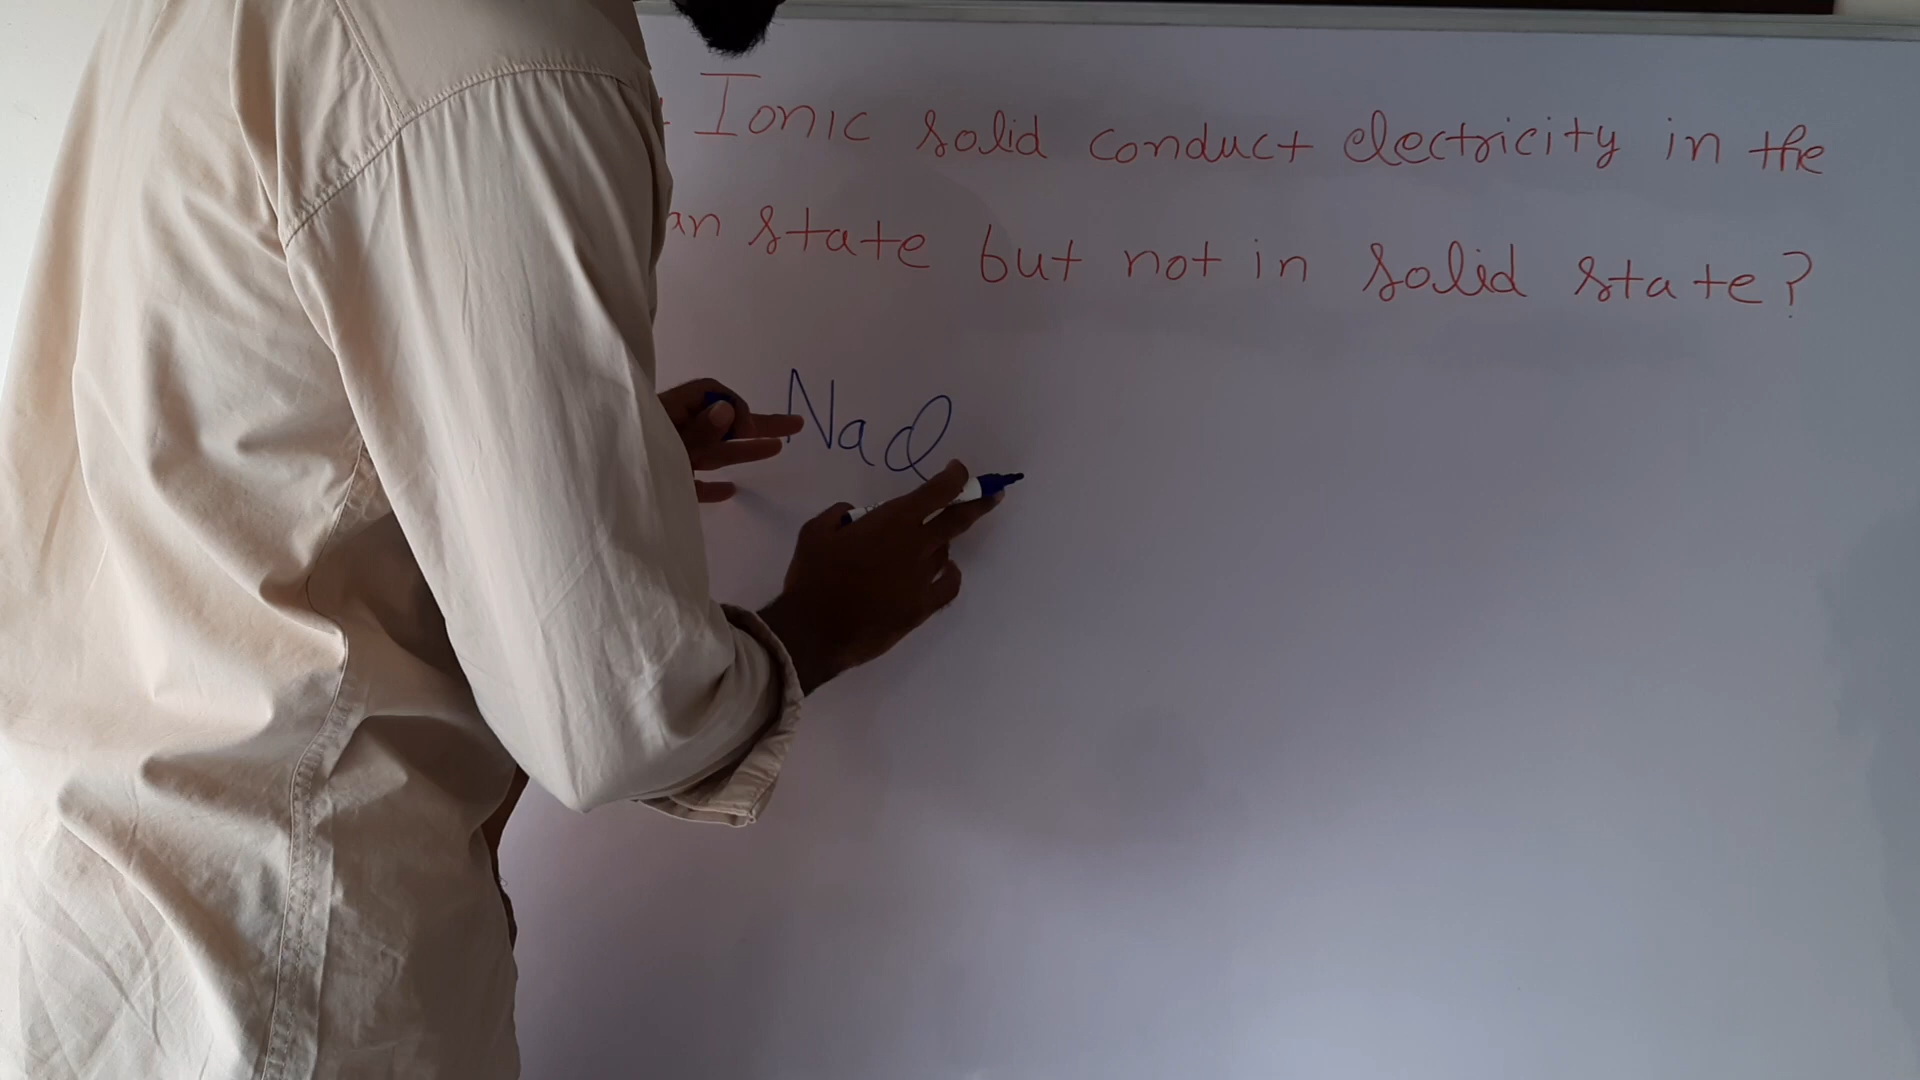 : Ionic solid conduct electricity in the
an state but not in solid state?
NaCl